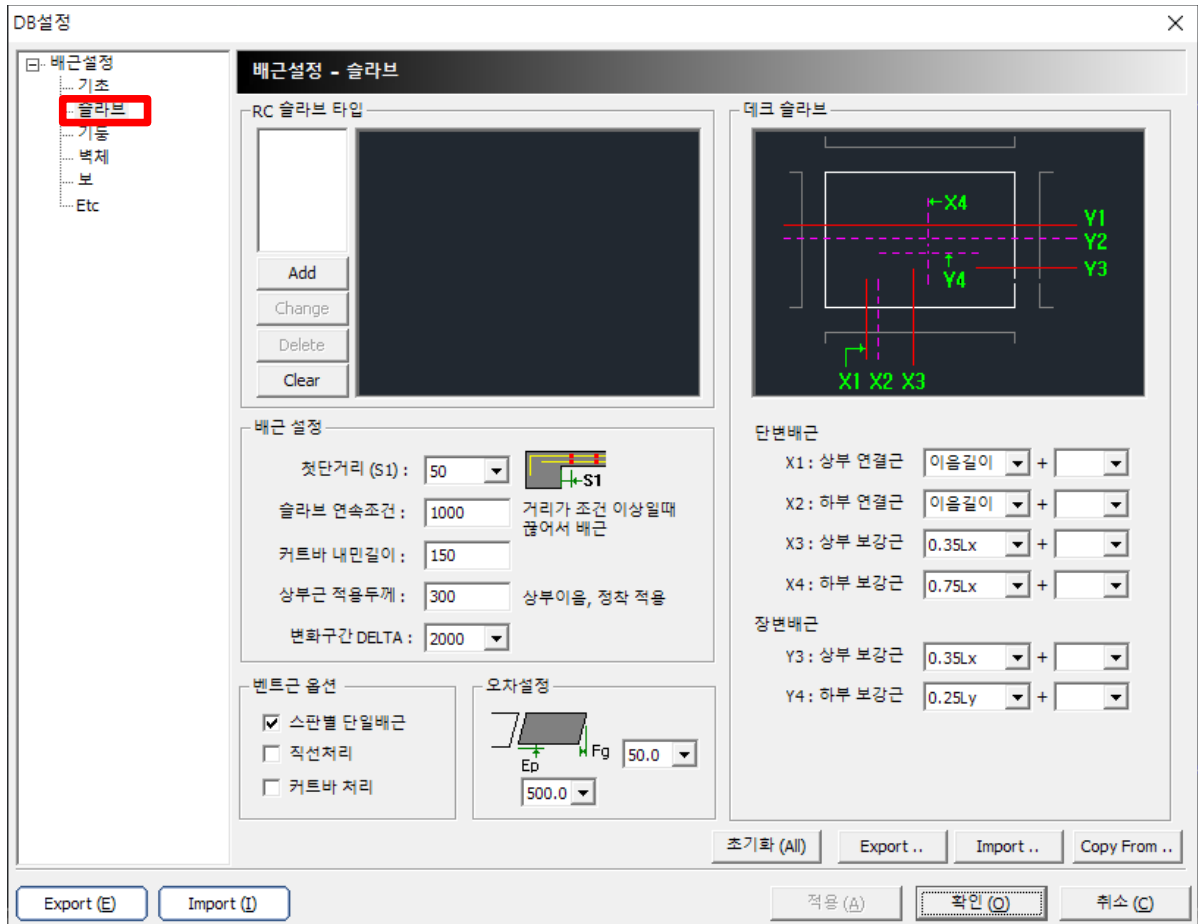 DB설정
배근설정
기초
슬라브
기둥
벽체
보
Etc
배근설정 - 슬라브
RC 슬라브 타입
Add
Change
Delete
Clear
배근 설정
첫단거리 (S1) : 50
S1
슬라브 연속조건 : 1000 거리가 조건 이상일때
끊어서 배근
커트바 내민길이 : 150
상부근 적용두께 : 300 상부이음, 정착 적용
변화구간 DELTA : 2000
벤트근 옵션
스판별 단일배근
직선처리
커트바 처리
오차설정
Fg 50.0
Ep
500.0
데크 슬라브
X4
Y1
Y2
Y3
Y4
X1 X2 X3
단변배근
X1 : 상부 연결근 이음길이 +
X2 : 하부 연결근 이음길이 +
X3 : 상부 보강근 0.35Lx +
X4 : 하부 보강근 0.75Lx +
장변배근
Y3 : 상부 보강근 0.35Lx +
Y4 : 하부 보강근 0.25Ly +
초기화 (All) Export .. Import .. Copy From ..
Export (E) Import (I) 적용 (A) 확인 (O) 취소 (C)